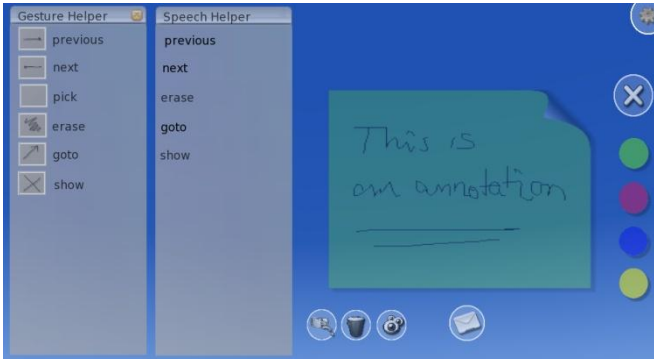 Gesture Helper
previous
next
pick
erase
goto
show
Speech Helper
previous
next
erase
goto
show
This is
an annotation